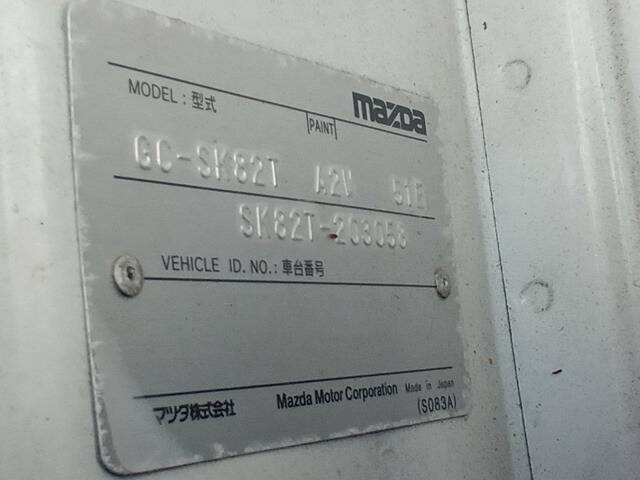 mazda
MODEL : 型式
PAINT
GC-SK82T A2V 51E
SK82T-203058
VEHICLE ID. NO. : 車台番号
マツダ株式会社 Mazda Motor Corporation Made in Japan
(S083A)